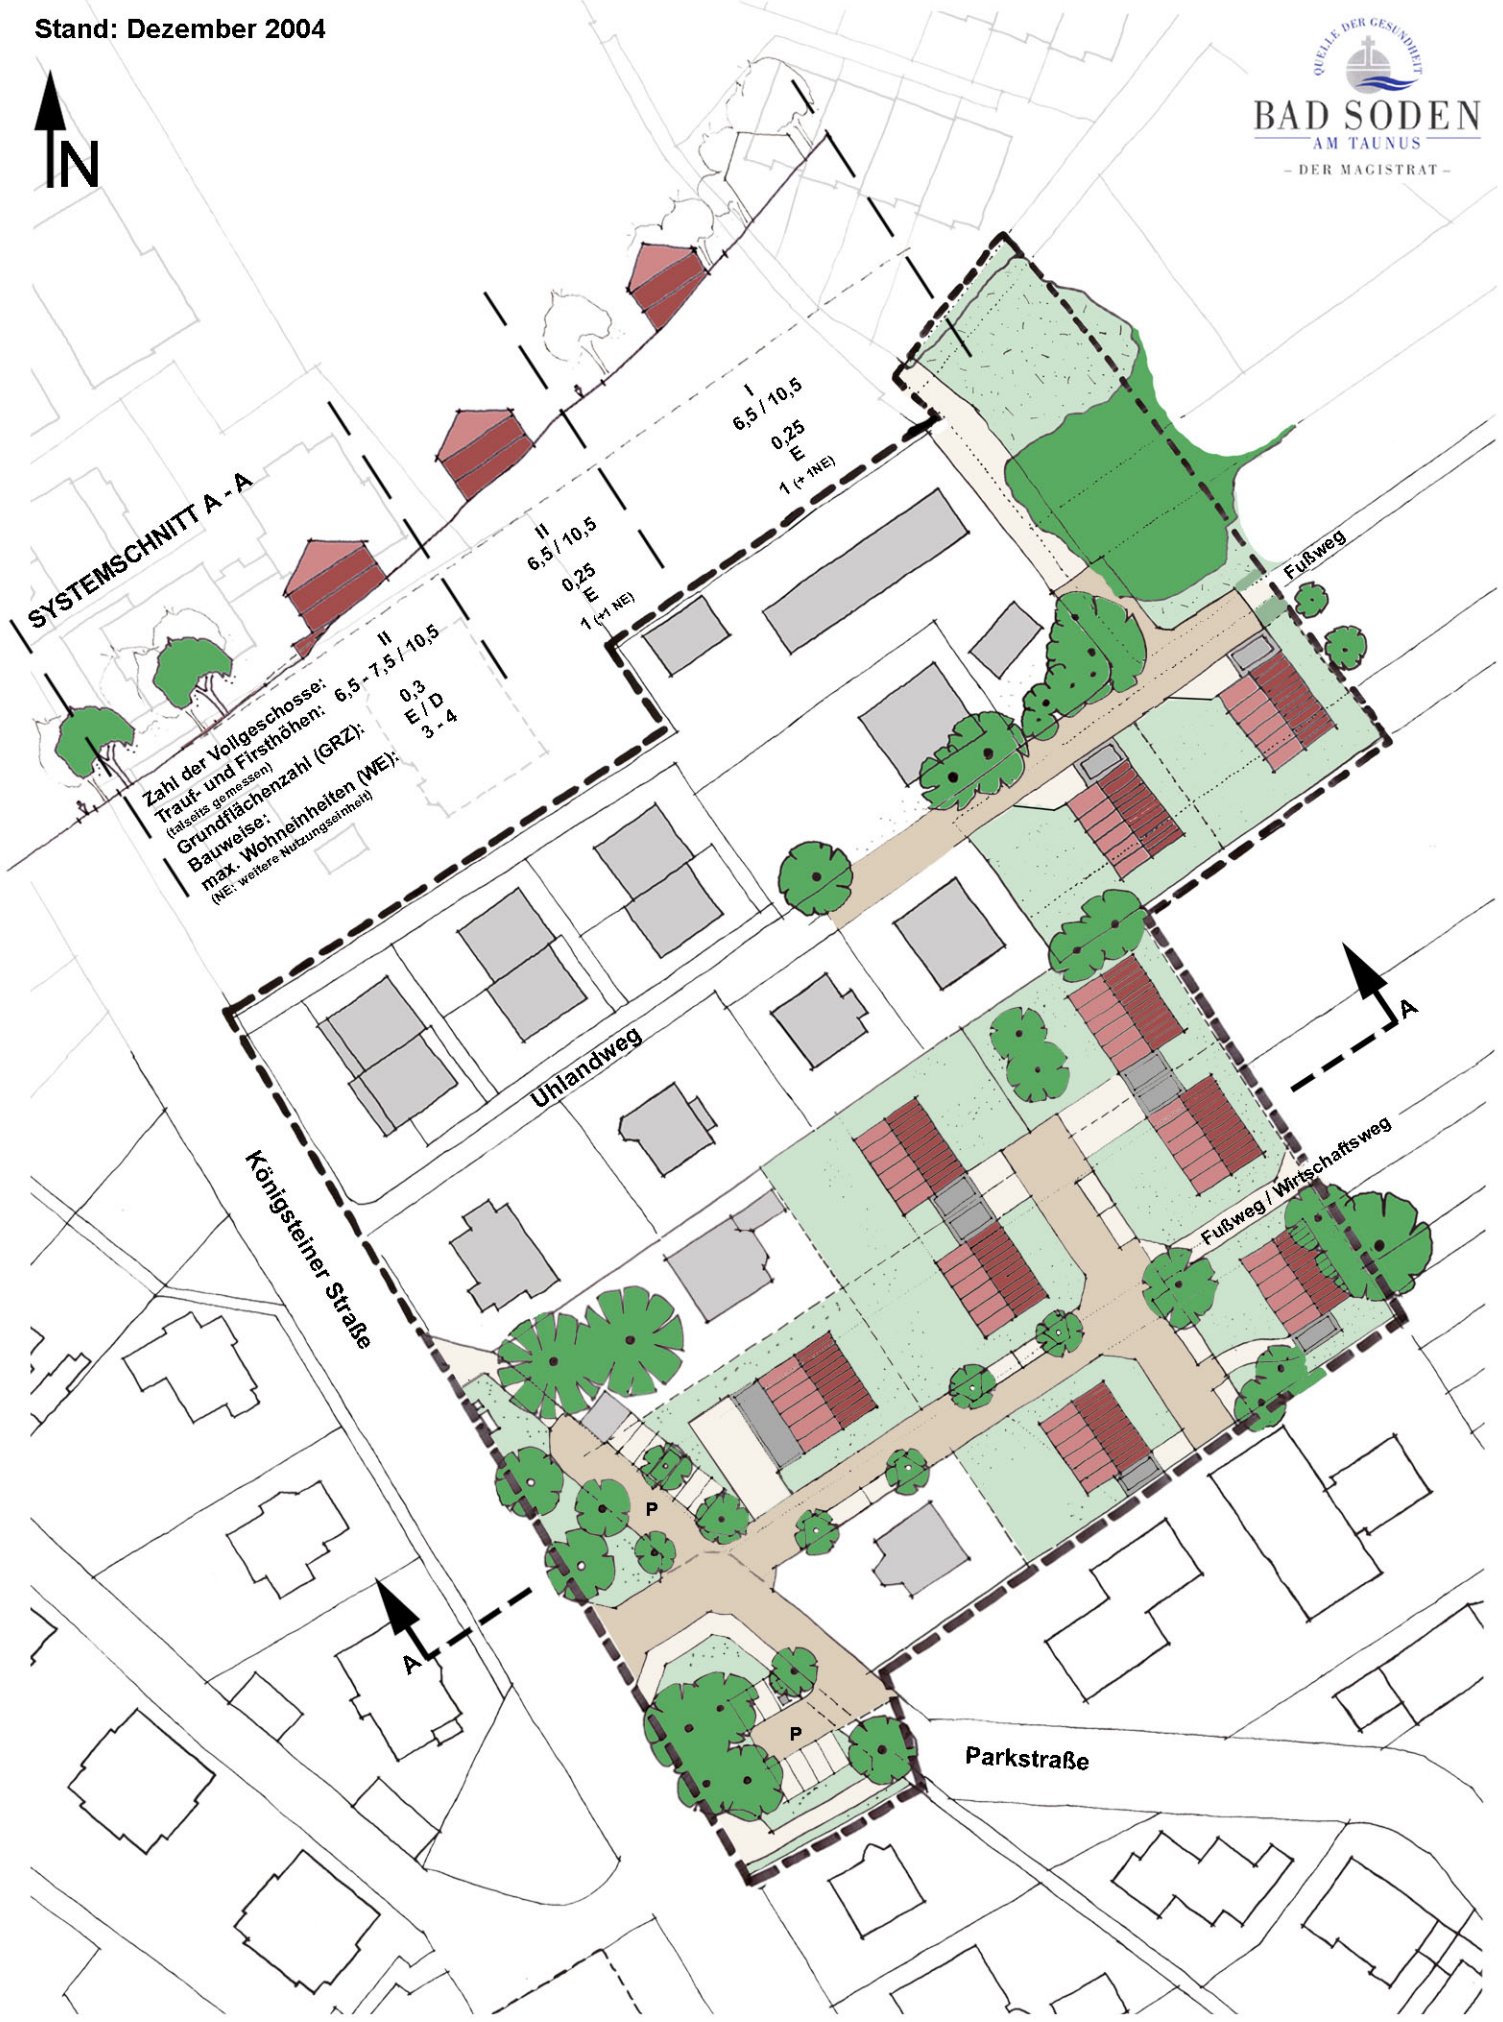 Stand: Dezember 2004
QUELLE DER GESUNDHEIT
BAD SODEN
AM TAUNUS
– DER MAGISTRAT –
N
SYSTEMSCHNITT A - A
I
6,5 / 10,5
0,25
E
1 (+ 1NE)
II
6,5 / 10,5
0,25
E
1 (+1 NE)
II
Zahl der Vollgeschosse:
Trauf- und Firsthöhen: 6,5 - 7,5 / 10,5
(talseits gemessen)
Grundflächenzahl (GRZ): 0,3
Bauweise: E / D
max. Wohneinheiten (WE): 3 - 4
(NE: weitere Nutzungseinheit)
Fußweg
A
Uhlandweg
Königsteiner Straße
Fußweg / Wirtschaftsweg
P
A
P
Parkstraße